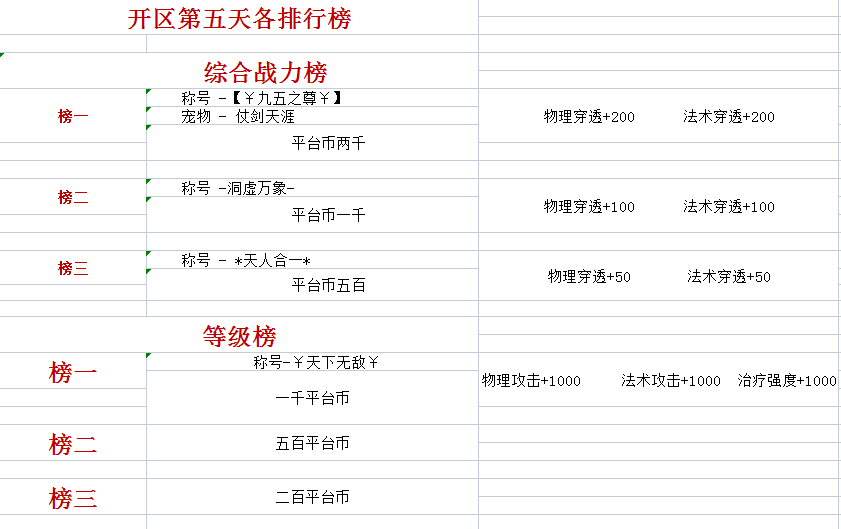 开区第五天各排行榜
综合战力榜
榜一
称号 -【￥九五之尊￥】
宠物 - 仗剑天涯
平台币两千
物理穿透+200 法术穿透+200
榜二
称号 -洞虚万象-
平台币一千
物理穿透+100 法术穿透+100
榜三
称号 - *天人合一*
平台币五百
物理穿透+50 法术穿透+50
等级榜
榜一
称号-￥天下无敌￥
一千平台币
物理攻击+1000 法术攻击+1000 治疗强度+1000
榜二
五百平台币
榜三
二百平台币